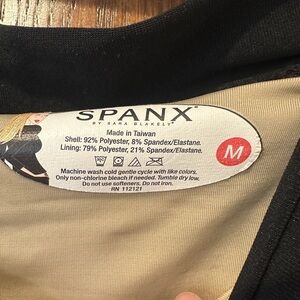 SPANX®
BY SARA BLAKELY
Made in Taiwan
Shell: 92% Polyester, 8% Spandex/Elastane.
Lining: 79% Polyester, 21% Spandex/Elastane.
M
Machine wash cold gentle cycle with like colors.
Only non-chlorine bleach if needed. Tumble dry low.
Do not use softeners. Do not iron.
RN 112121